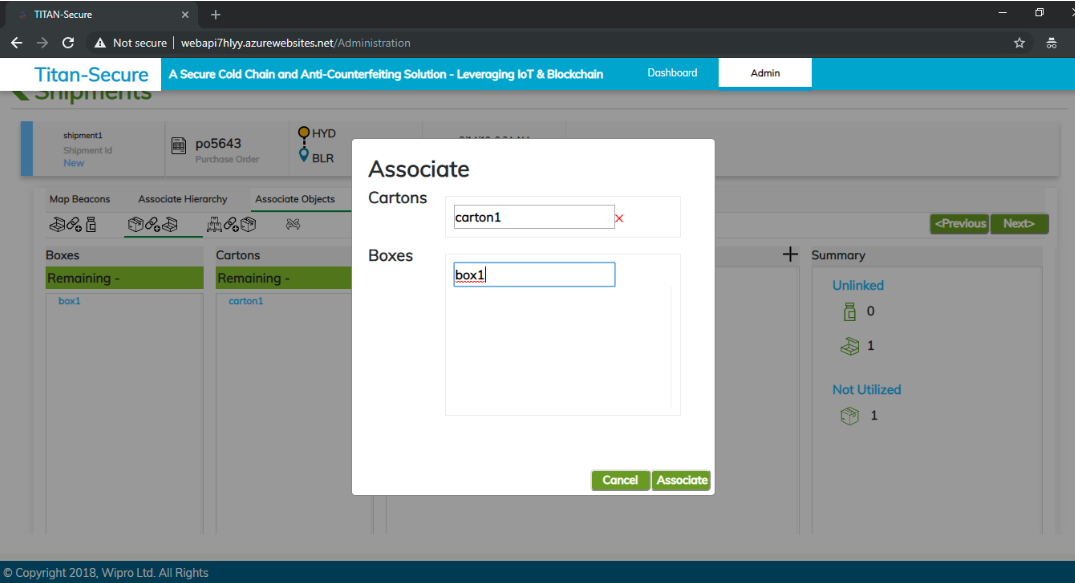 TITAN-Secure
Not secure | webapi7hlyy.azurewebsites.net/Administration
Titan-Secure
A Secure Cold Chain and Anti-Counterfeiting Solution - Leveraging IoT & Blockchain
Dashboard
Admin
Shipments
shipment1
Shipment Id
New
po5643
Purchase Order
HYD
BLR
Map Beacons
Associate Hierarchy
Associate Objects
<Previous
Next>
Boxes
Remaining -
box1
Cartons
Remaining -
carton1
Associate
Cartons
carton1
Boxes
box1
Cancel
Associate
Summary
Unlinked
0
1
Not Utilized
1
© Copyright 2018, Wipro Ltd. All Rights